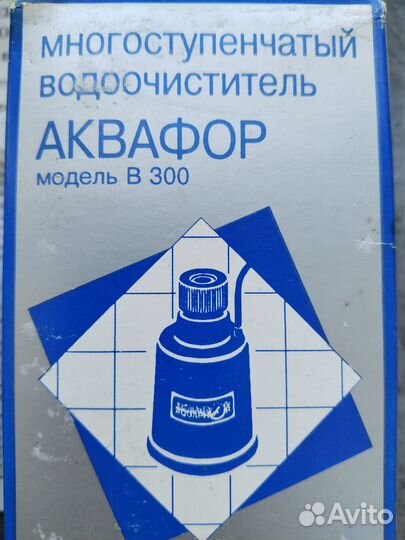 многоступенчатый
водоочиститель
АКВАФОР
модель В 300
Avito